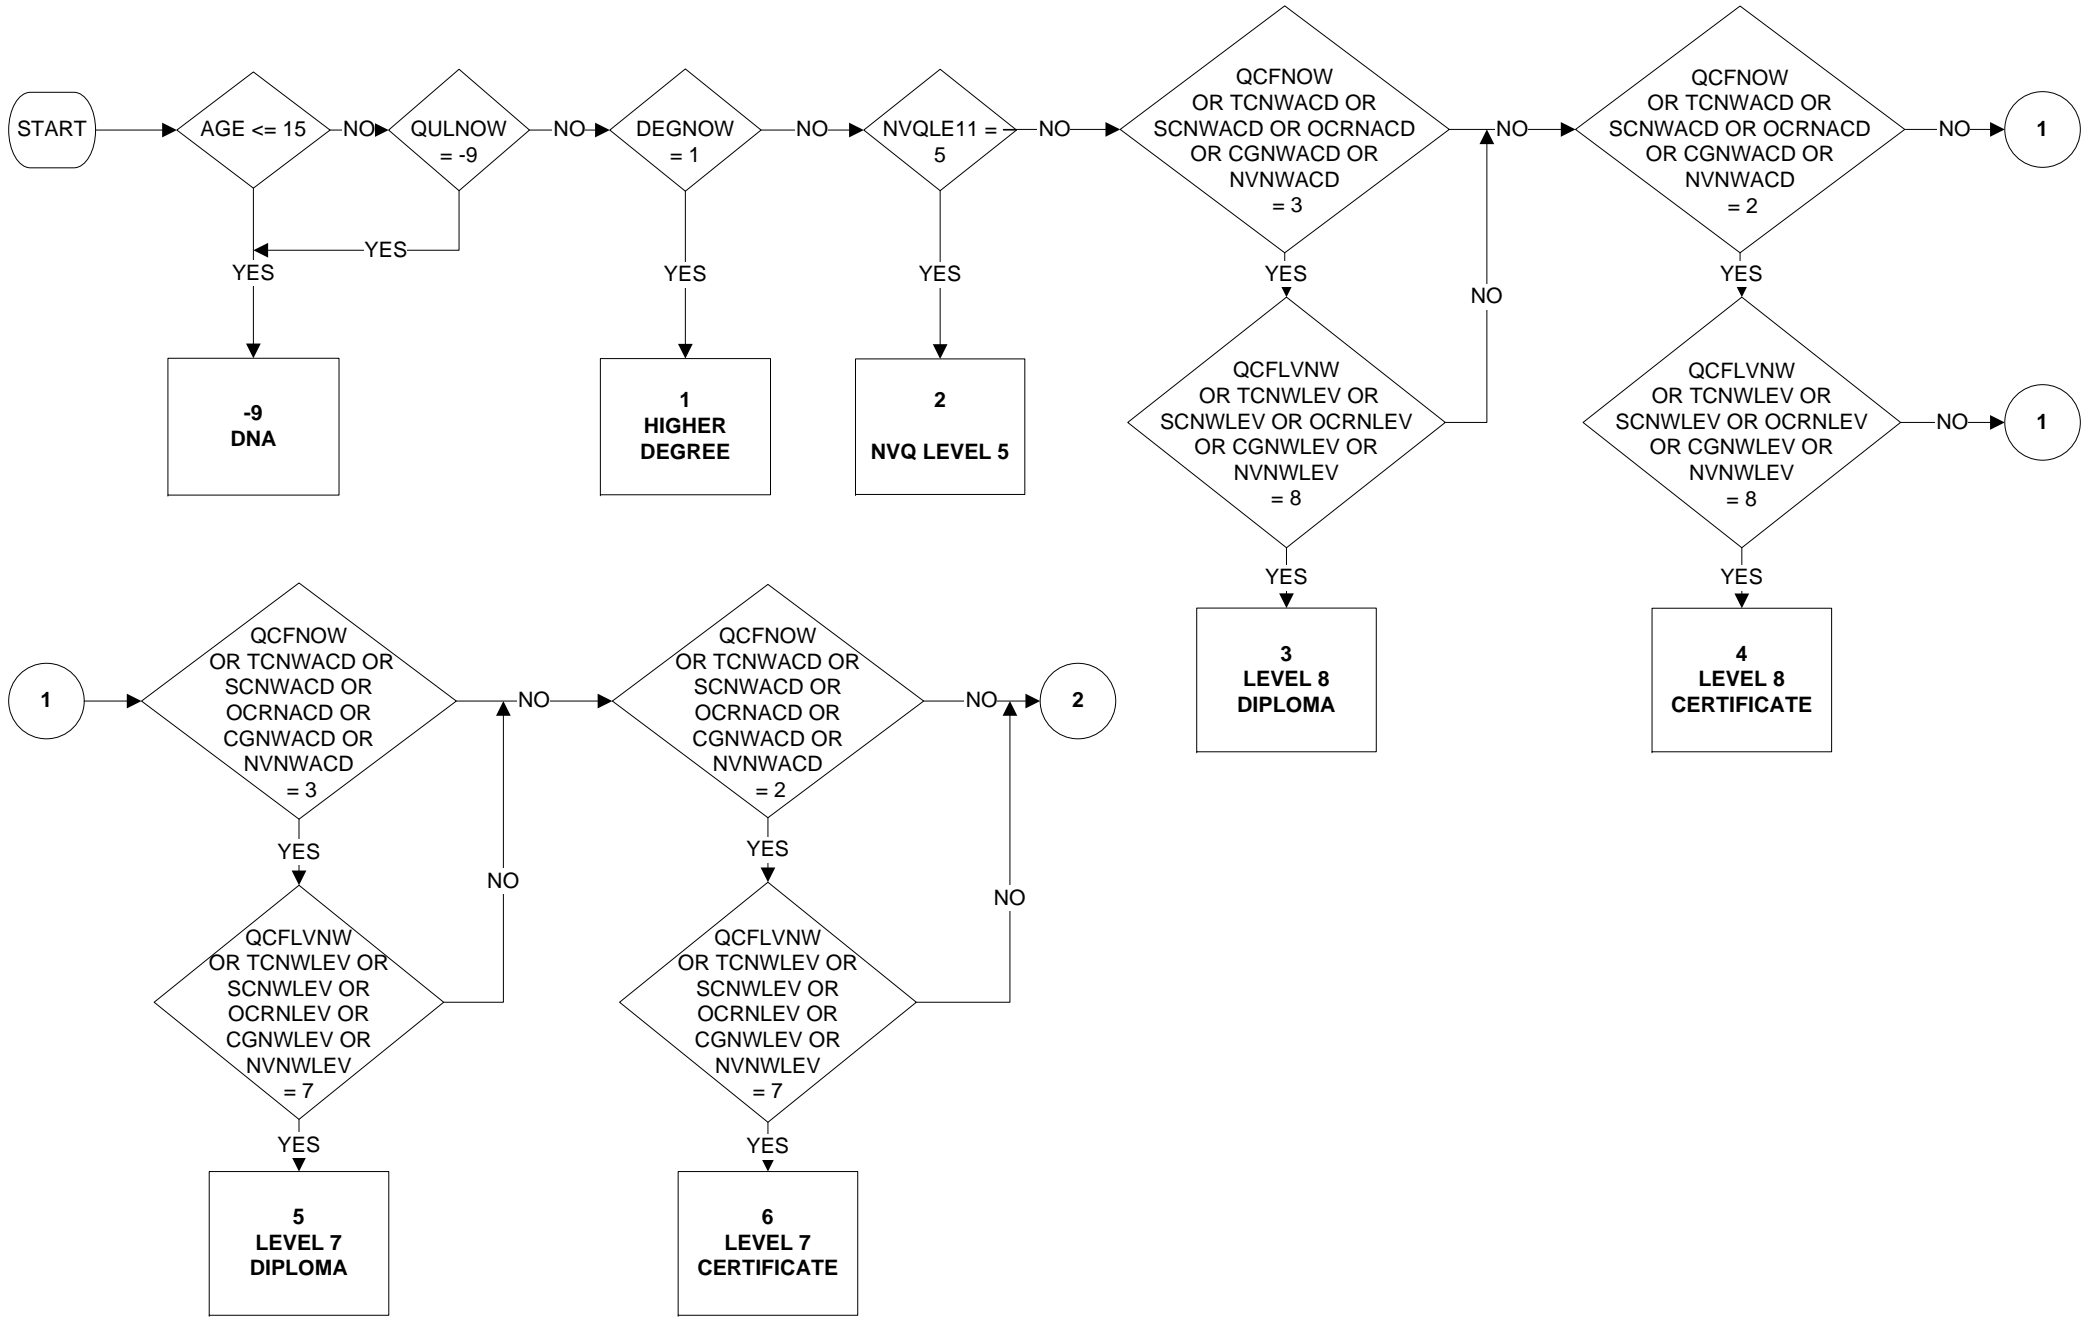 START
AGE <= 15
NO
QULNOW
= -9
NO
DEGNOW
= 1
NO
NVQLE11 =
5
NO
QCFNOW
OR TCNWACD OR
SCNWACD OR OCRNACD
OR CGNWACD OR
NVNWACD
= 3
NO
QCFNOW
OR TCNWACD OR
SCNWACD OR OCRNACD
OR CGNWACD OR
NVNWACD
= 2
NO
1
YES
YES
YES
YES
YES
YES
NO
-9
DNA
1
HIGHER
DEGREE
2
NVQ LEVEL 5
QCFLVNW
OR TCNWLEV OR
SCNWLEV OR OCRNLEV
OR CGNWLEV OR
NVNWLEV
= 8
QCFLVNW
OR TCNWLEV OR
SCNWLEV OR OCRNLEV
OR CGNWLEV OR
NVNWLEV
= 8
NO
1
YES
YES
3
LEVEL 8
DIPLOMA
4
LEVEL 8
CERTIFICATE
1
QCFNOW
OR TCNWACD OR
SCNWACD OR
OCRNACD OR
CGNWACD OR
NVNWACD
= 3
NO
QCFNOW
OR TCNWACD OR
SCNWACD OR
OCRNACD OR
CGNWACD OR
NVNWACD
= 2
NO
2
YES
NO
YES
NO
QCFLVNW
OR TCNWLEV OR
SCNWLEV OR
OCRNLEV OR
CGNWLEV OR
NVNWLEV
= 7
QCFLVNW
OR TCNWLEV OR
SCNWLEV OR
OCRNLEV OR
CGNWLEV OR
NVNWLEV
= 7
YES
YES
5
LEVEL 7
DIPLOMA
6
LEVEL 7
CERTIFICATE